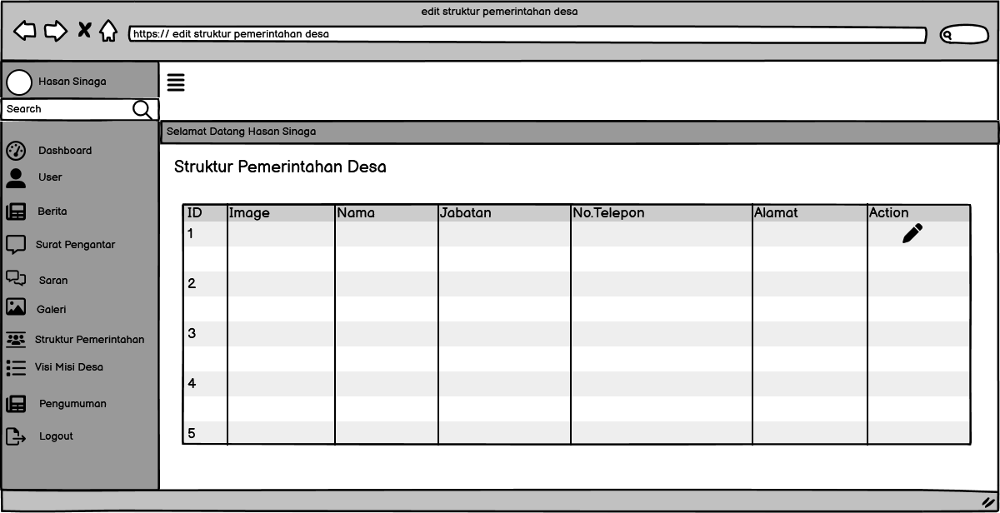 edit struktur pemerintahan desa
https:// edit struktur pemerintahan desa
Hasan Sinaga
Search
Selamat Datang Hasan Sinaga
Dashboard
User
Berita
Surat Pengantar
Saran
Galeri
Struktur Pemerintahan
Visi Misi Desa
Pengumuman
Logout
Struktur Pemerintahan Desa
ID Image Nama Jabatan No.Telepon Alamat Action
1
2
3
4
5